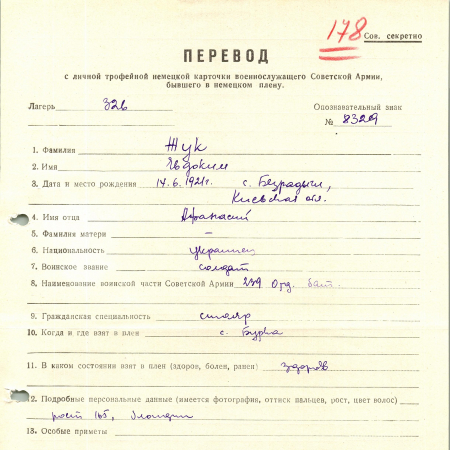 178
Сов. секретно
ПЕРЕВОД
с личной трофейной немецкой карточки военнослужащего Советской Армии,
бывшего в немецком плену.
Лагерь 326 Опознавательный знак
№ 8329
1. Фамилия Жук
2. Имя Евдоким
3. Дата и место рождения 14.6.1921г. с. Безрадычи,
Киевская обл.
4. Имя отца Афанасий
5. Фамилия матери –
6. Национальность украинец
7. Воинское звание солдат
8. Наименование воинской части Советской Армии 239 Отд. бат.
9. Гражданская специальность столяр
10. Когда и где взят в плен с. Бурка
11. В каком состоянии взят в плен (здоров, болен, ранен) здоров
12. Подробные персональные данные (имеется фотография, оттиск пальцев, рост, цвет волос)
рост 165, блондин
13. Особые приметы